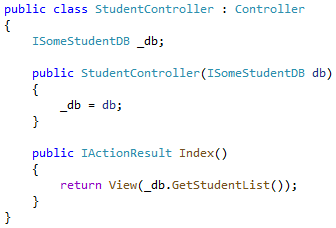 public class StudentController : Controller
{
    ISomeStudentDB _db;

    public StudentController(ISomeStudentDB db)
    {
        _db = db;
    }

    public IActionResult Index()
    {
        return View(_db.GetStudentList());
    }
}